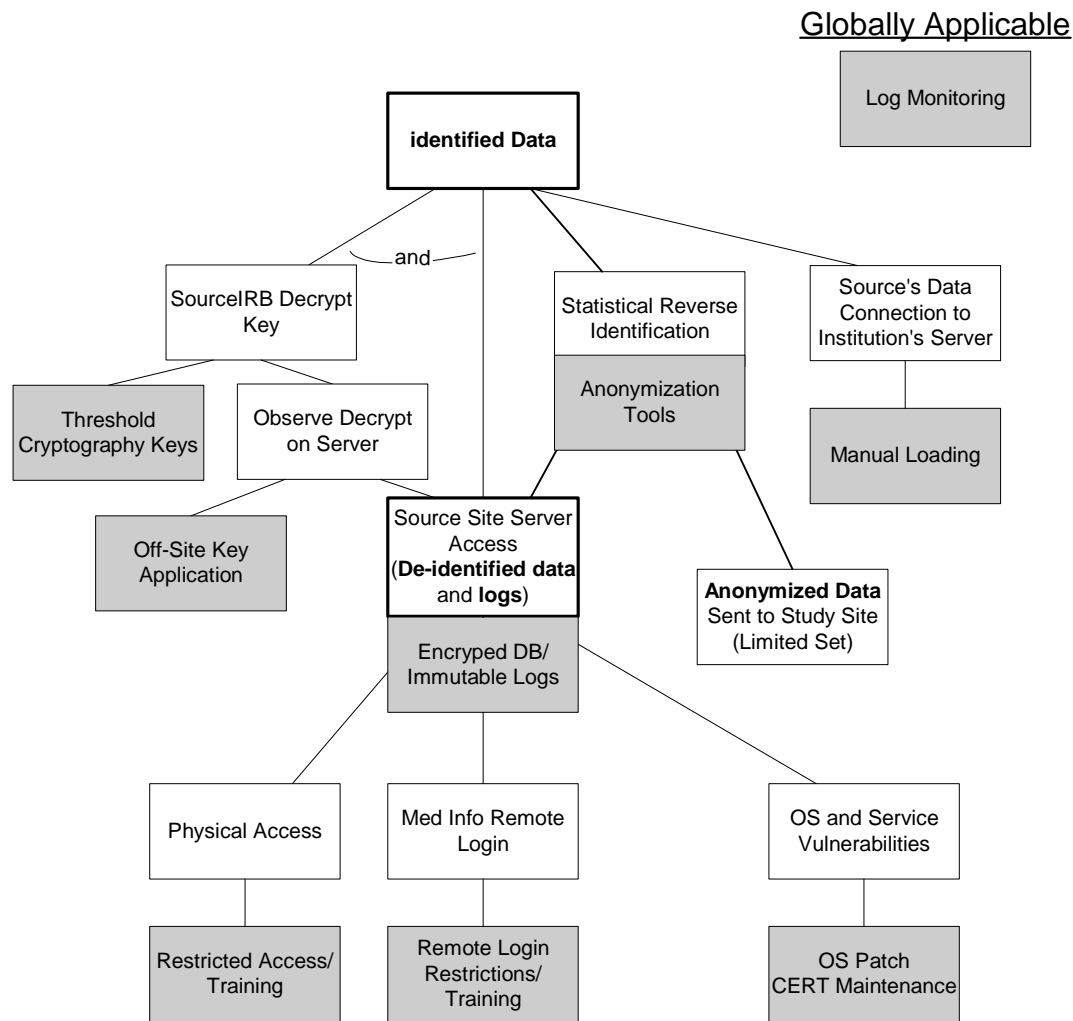 Globally Applicable
Log Monitoring
identified Data
and
SourceIRB Decrypt
Key
Statistical Reverse
Identification
Source's Data
Connection to
Institution's Server
Threshold
Cryptography Keys
Observe Decrypt
on Server
Anonymization
Tools
Manual Loading
Off-Site Key
Application
Source Site Server
Access
(De-identified data
and logs)
Anonymized Data
Sent to Study Site
(Limited Set)
Encryped DB/
Immutable Logs
Physical Access
Med Info Remote
Login
OS and Service
Vulnerabilities
Restricted Access/
Training
Remote Login
Restrictions/
Training
OS Patch
CERT Maintenance